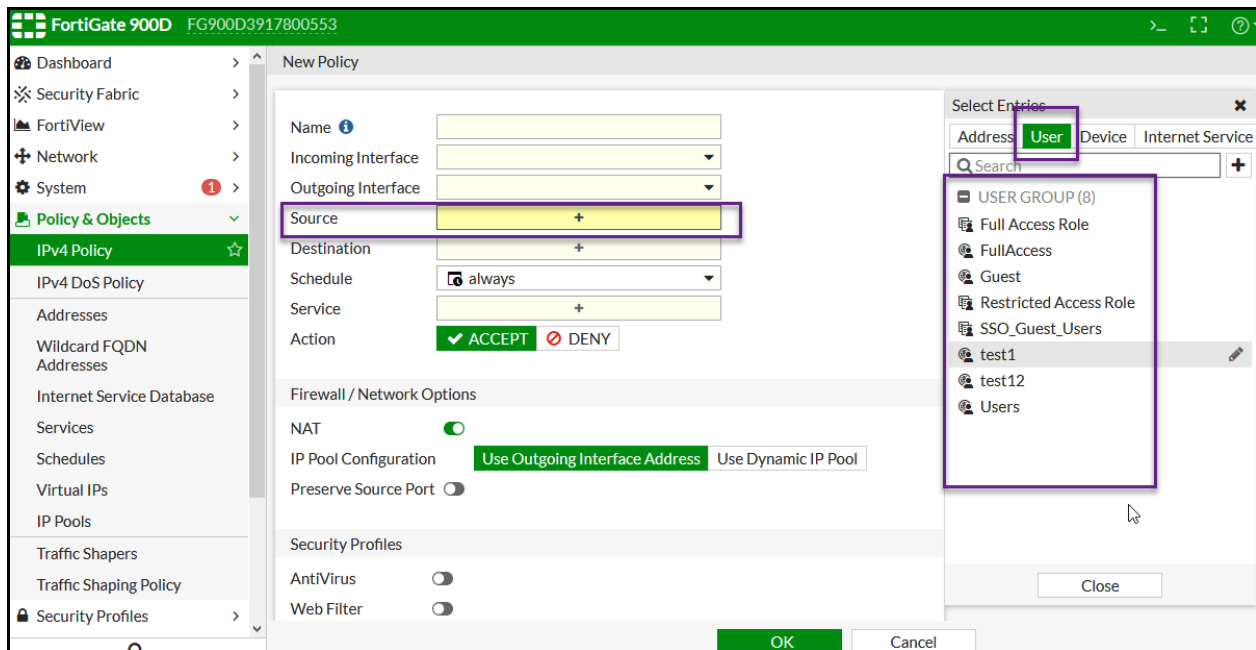 FortiGate 900D FG900D3917800553
Dashboard
Security Fabric
FortiView
Network
System 1
Policy & Objects
IPv4 Policy
IPv4 DoS Policy
Addresses
Wildcard FQDN
Addresses
Internet Service Database
Services
Schedules
Virtual IPs
IP Pools
Traffic Shapers
Traffic Shaping Policy
Security Profiles
New Policy
Name
Incoming Interface
Outgoing Interface
Source +
Destination +
Schedule always
Service +
Action ACCEPT DENY
Firewall / Network Options
NAT
IP Pool Configuration Use Outgoing Interface Address Use Dynamic IP Pool
Preserve Source Port
Security Profiles
AntiVirus
Web Filter
OK Cancel
Select Entries
Address User Device Internet Service
Search
USER GROUP (8)
Full Access Role
FullAccess
Guest
Restricted Access Role
SSO_Guest_Users
test1
test12
Users
Close